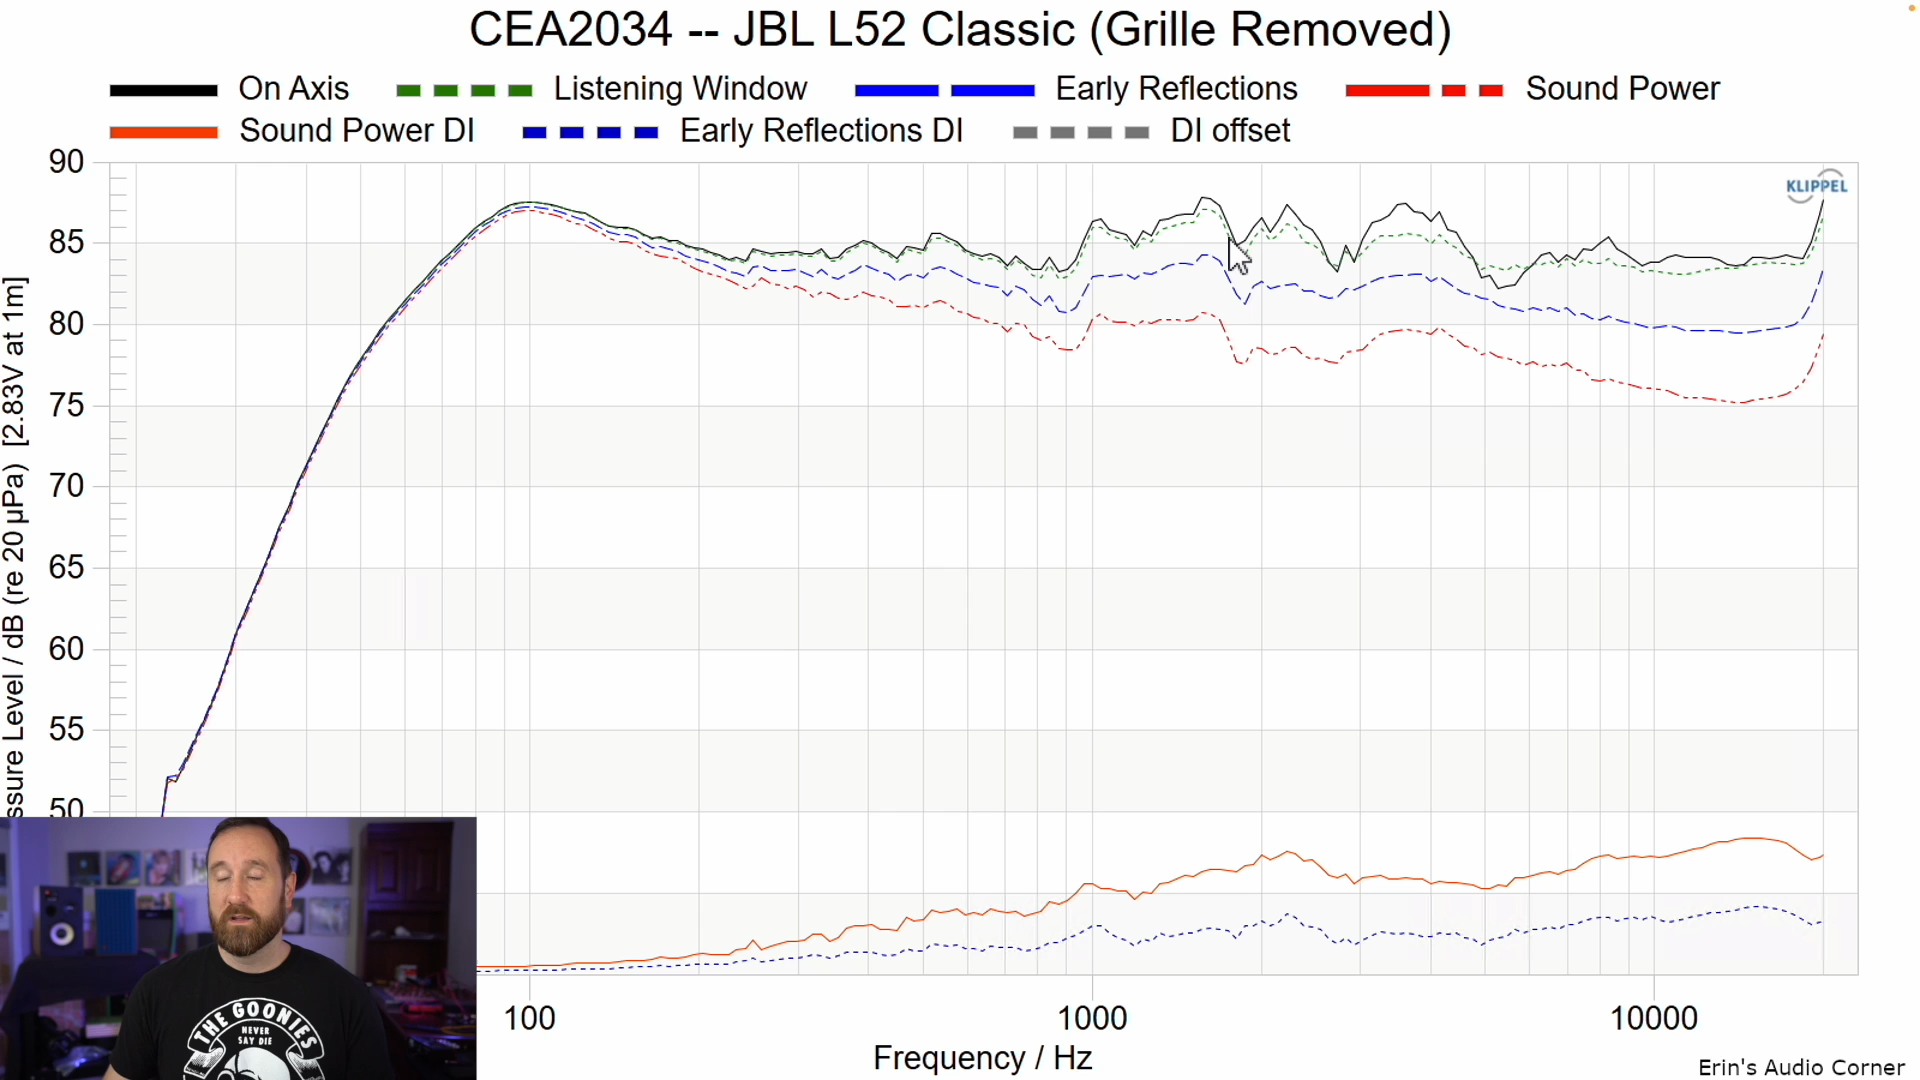 CEA2034 -- JBL L52 Classic (Grille Removed)
On Axis Listening Window Early Reflections Sound Power
Sound Power DI Early Reflections DI DI offset
90
KLIPPEL
85
80
75
70
65
60
55
50
ssure Level / dB (re 20 µPa) [2.83V at 1m]
THE GOONIES
NEVER
SAY DIE
100 1000 10000
Frequency / Hz
Erin's Audio Corner